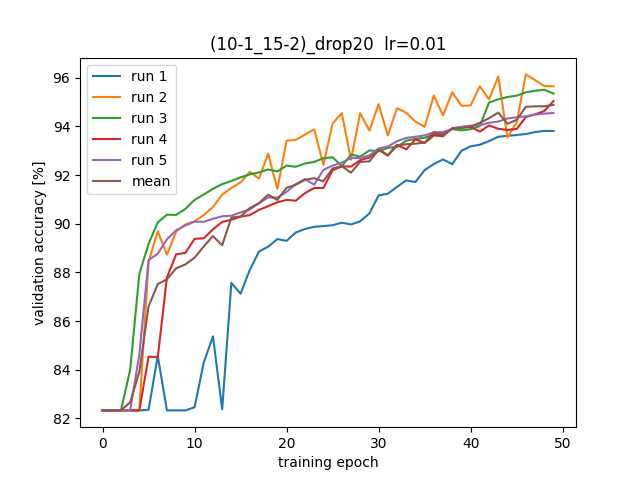 (10-1_15-2)_drop20  lr=0.01
validation accuracy [%]
96
94
92
90
88
86
84
82
run 1
run 2
run 3
run 4
run 5
mean
0
10
20
30
40
50
training epoch